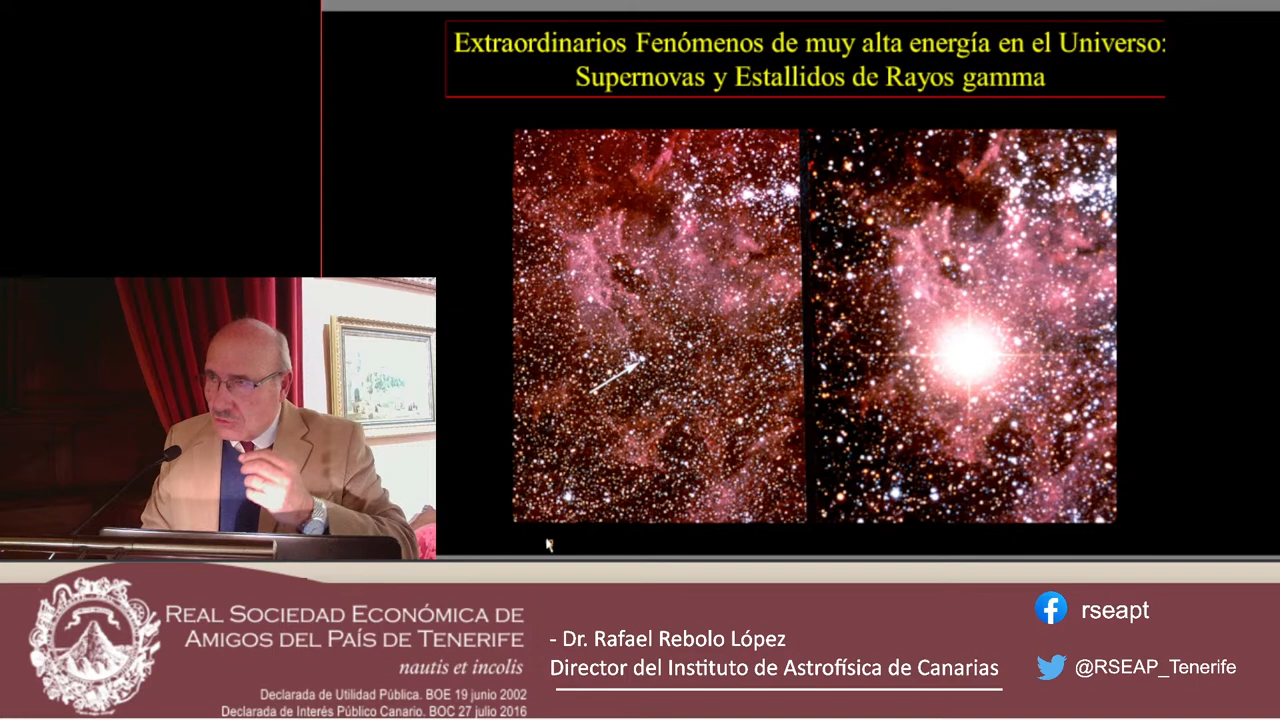 Extraordinarios Fenómenos de muy alta energía en el Universo:
Supernovas y Estallidos de Rayos gamma
REAL SOCIEDAD ECONÓMICA DE
AMIGOS DEL PAÍS DE TENERIFE
nautis et incolis
Declarada de Utilidad Pública. BOE 19 junio 2002
Declarada de Interés Público Canario. BOC 27 julio 2016
- Dr. Rafael Rebolo López
Director del Instituto de Astrofísica de Canarias
rseapt
@RSEAP_Tenerife